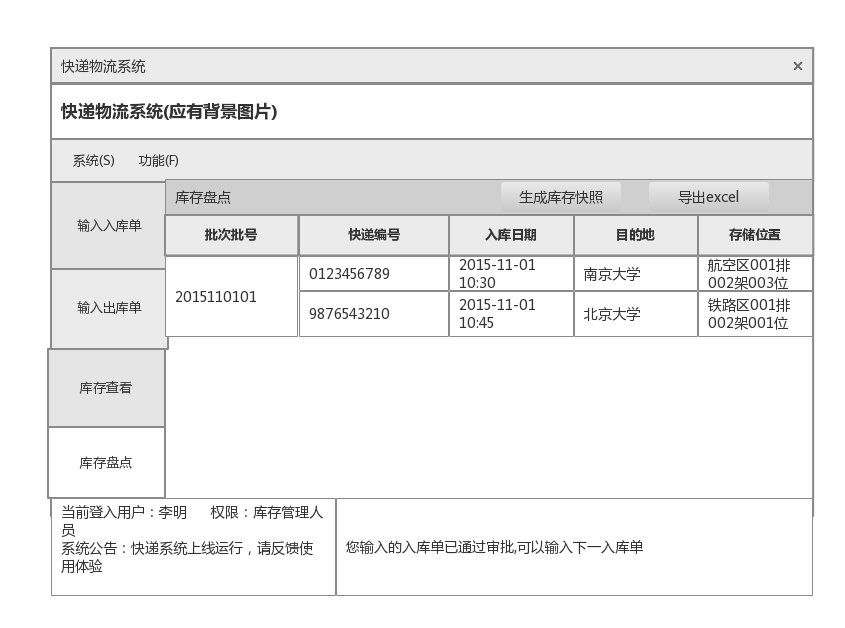 快递物流系统 ×
快递物流系统(应有背景图片)
系统(S) 功能(F)
库存盘点 生成库存快照 导出excel
输入入库单
输入出库单
库存查看
库存盘点
批次批号 快递编号 入库日期 目的地 存储位置
2015110101
0123456789
2015-11-01
10:30
南京大学
航空区001排
002架003位
9876543210
2015-11-01
10:45
北京大学
铁路区001排
002架001位
当前登入用户：李明 权限：库存管理人
员
系统公告：快递系统上线运行，请反馈使
用体验
您输入的入库单已通过审批,可以输入下一入库单